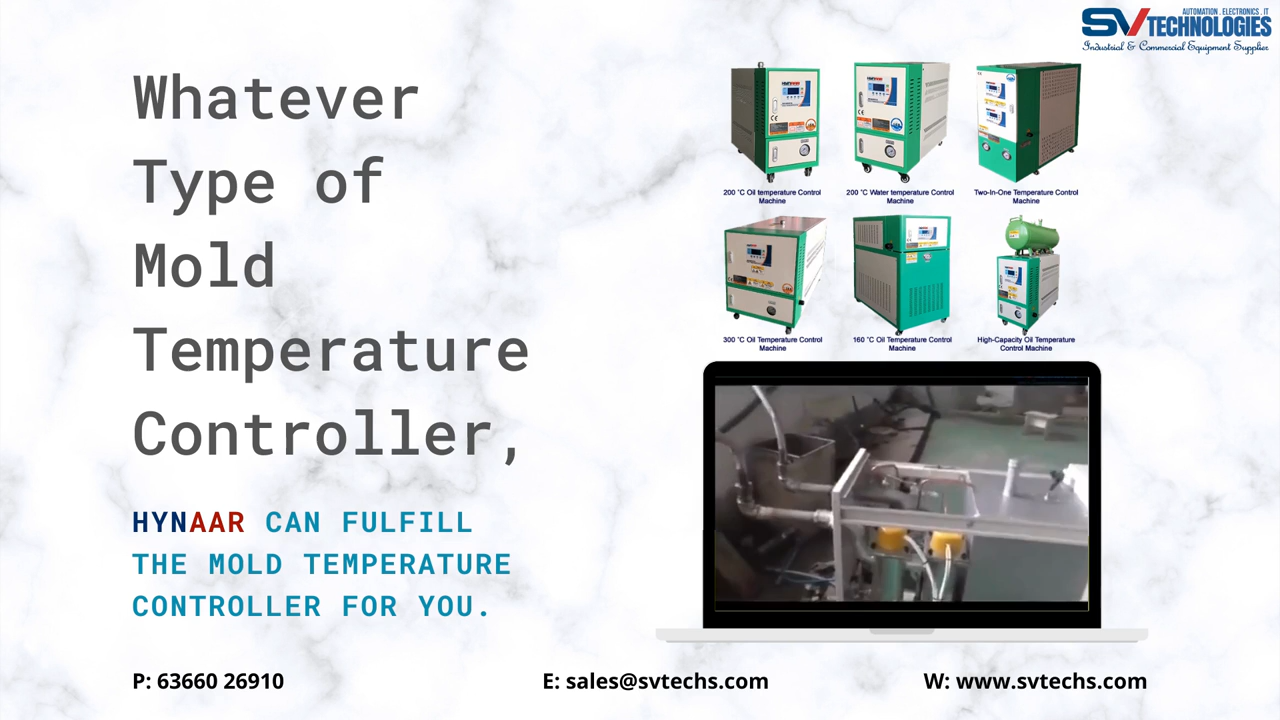 SV TECHNOLOGIES
AUTOMATION . ELECTRONICS . IT
Industrial & Commercial Equipment Supplier
Whatever
Type of
Mold
Temperature
Controller,
HYNAAR CAN FULFILL
THE MOLD TEMPERATURE
CONTROLLER FOR YOU.
200 °C Oil temperature Control
Machine
200 °C Water temperature Control
Machine
Two-In-One Temperature Control
Machine
300 °C Oil Temperature Control
Machine
160 °C Oil Temperature Control
Machine
High-Capacity Oil Temperature
Control Machine
P: 63660 26910
E: sales@svtechs.com
W: www.svtechs.com